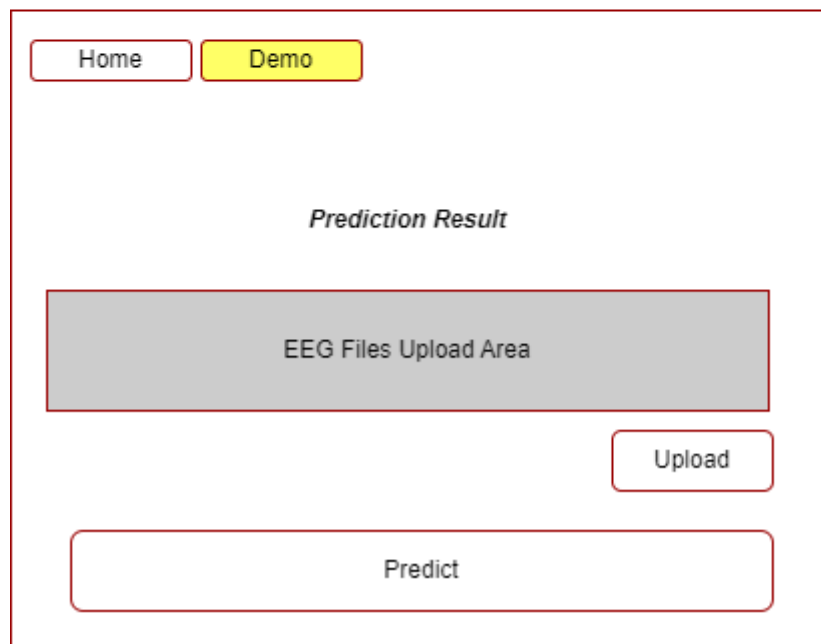 Home Demo
Prediction Result
EEG Files Upload Area
Upload
Predict